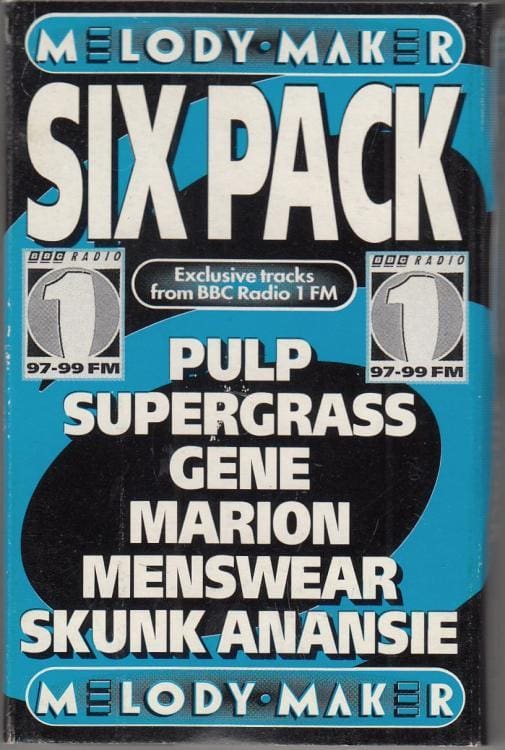 MELODY·MAKER
SIX PACK
BBC RADIO
1
97-99 FM
Exclusive tracks
from BBC Radio 1 FM
BBC RADIO
1
97-99 FM
PULP
SUPERGRASS
GENE
MARION
MENSWEAR
SKUNK ANANSIE
MELODY·MAKER